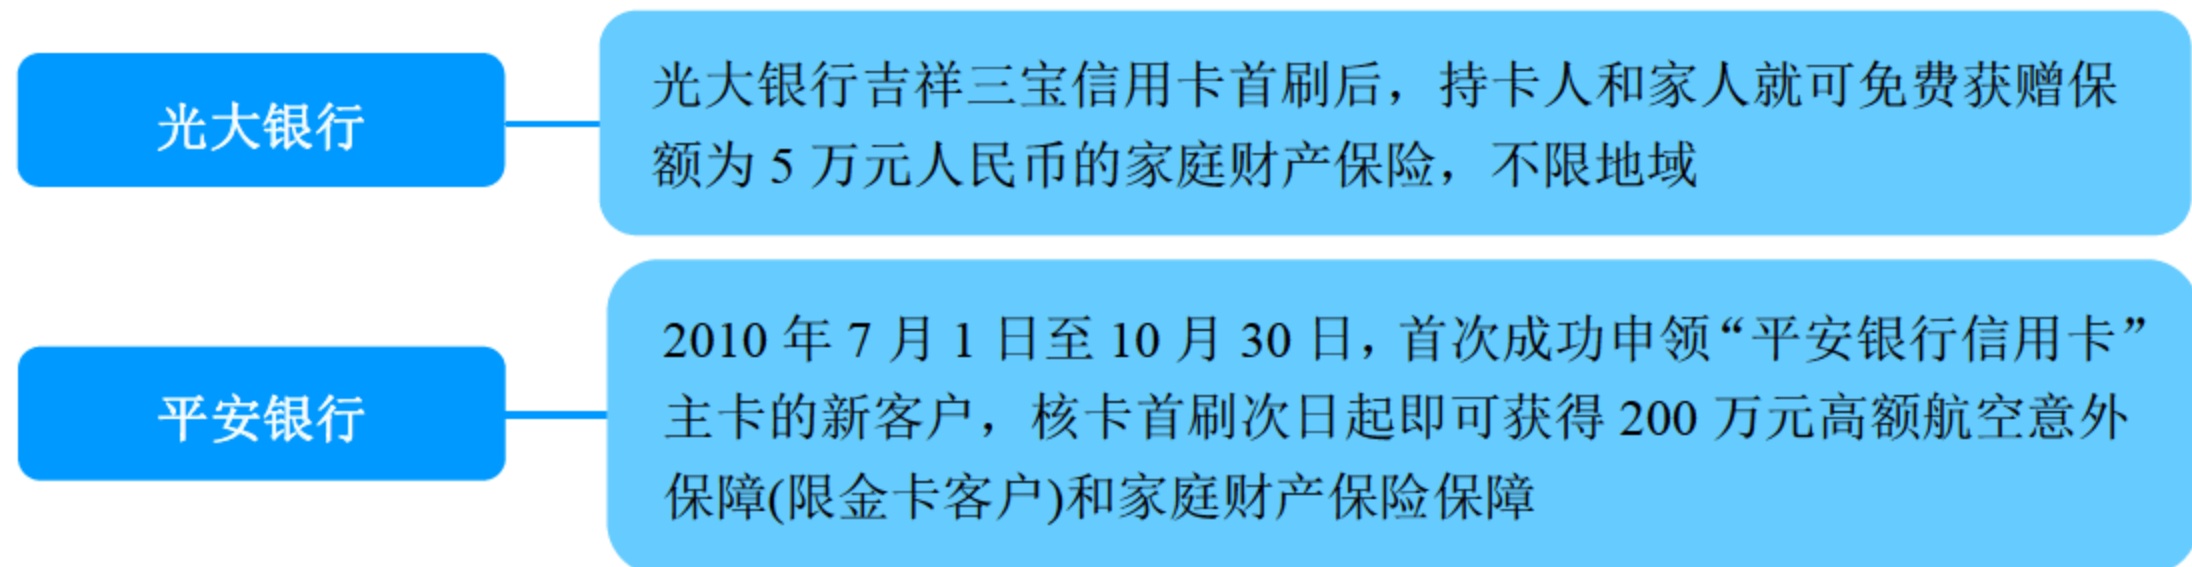 光大银行
光大银行吉祥三宝信用卡首刷后，持卡人和家人就可免费获赠保
额为 5 万元人民币的家庭财产保险，不限地域
平安银行
2010 年 7 月 1 日至 10 月 30 日，首次成功申领“平安银行信用卡”
主卡的新客户，核卡首刷次日起即可获得 200 万元高额航空意外
保障(限金卡客户)和家庭财产保险保障